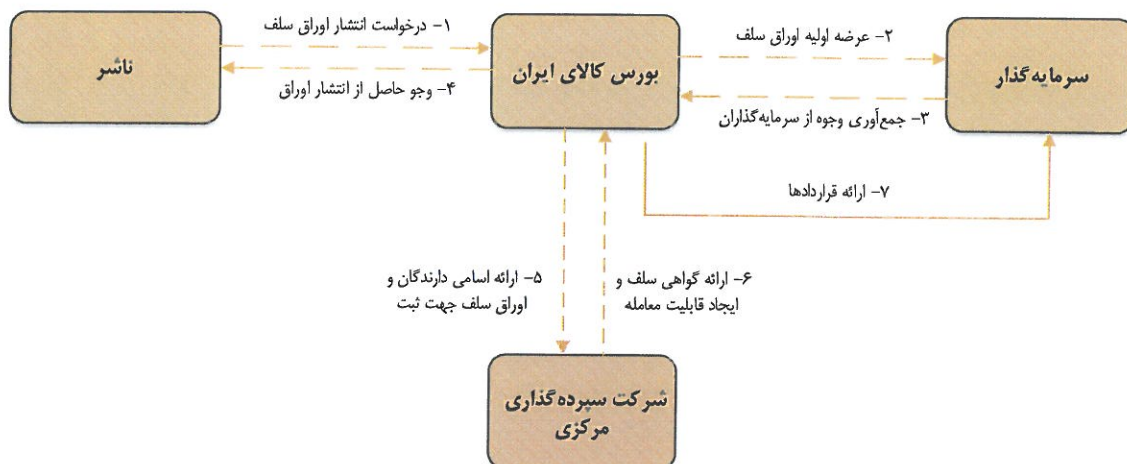 ناشر
۱- درخواست انتشار اوراق سلف
۴- وجو حاصل از انتشار اوراق
بورس کالای ایران
۲- عرضه اولیه اوراق سلف
۳- جمع‌آوری وجوه از سرمایه‌گذاران
سرمایه‌گذار
۷- ارائه قراردادها
۵- ارائه اسامی دارندگان و
اوراق سلف جهت ثبت
۶- ارائه گواهی سلف و
ایجاد قابلیت معامله
شرکت سپرده‌گذاری
مرکزی